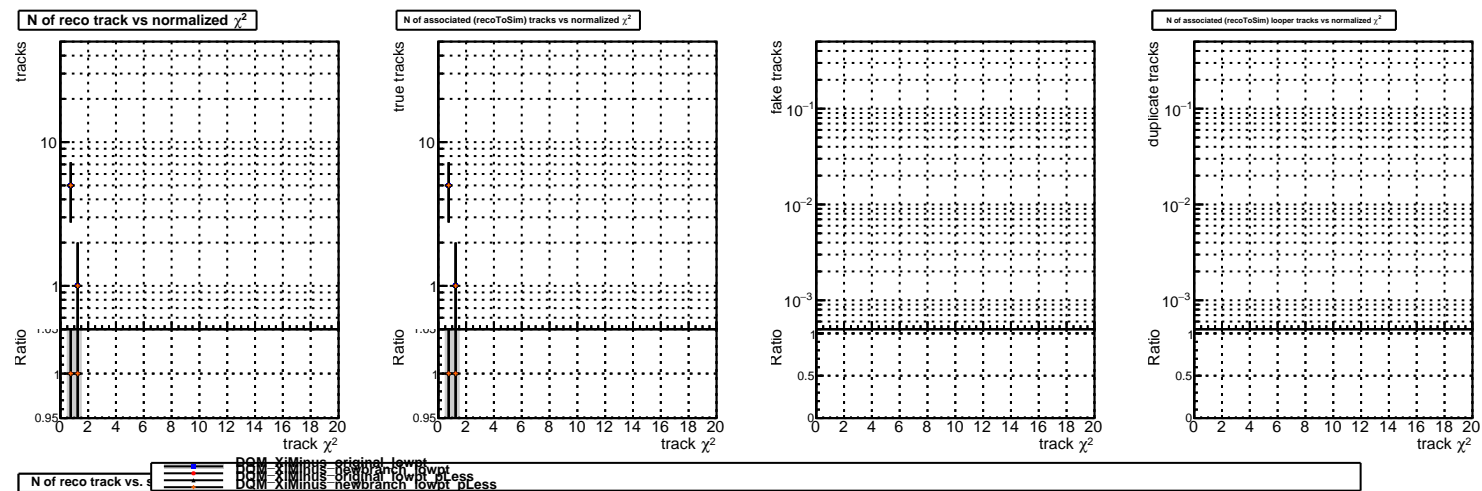 N of reco track vs normalized χ²
tracks
10
1
1.05
Ratio
1
0.95
0 2 4 6 8 10 12 14 16 18 20
track χ²
N of associated (recoToSim) tracks vs normalized χ²
true tracks
10
1
1.05
Ratio
1
0.95
0 2 4 6 8 10 12 14 16 18 20
track χ²
fake tracks
10⁻¹
10⁻²
10⁻³
Ratio
1
0.5
0
0 2 4 6 8 10 12 14 16 18 20
track χ²
N of associated (recoToSim) looper tracks vs normalized χ²
duplicate tracks
10⁻¹
10⁻²
10⁻³
Ratio
1
0.5
0
0 2 4 6 8 10 12 14 16 18 20
track χ²
N of reco track vs. s
DQM_XiMinus_original_lowpt
DQM_XiMinus_newbranch_lowpt
DQM_XiMinus_original_lowpt_pLess
DQM_XiMinus_newbranch_lowpt_pLess